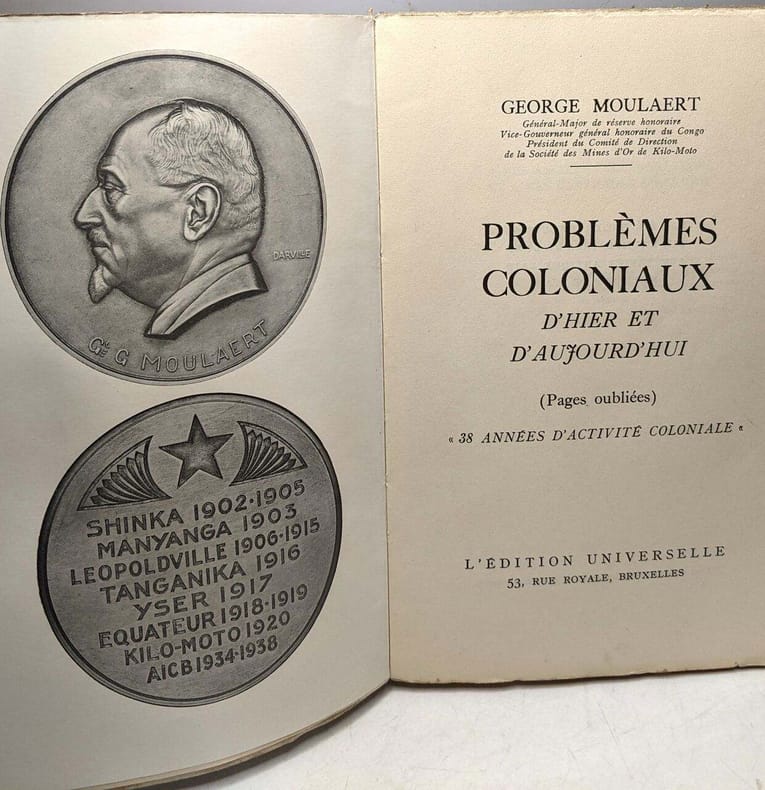 DARVILLE
GAL GE G MOULAERT
SHINKA 1902·1905
MANYANGA 1903
LEOPOLDVILLE 1906·1915
TANGANIKA 1916
YSER 1917
EQUATEUR 1918·1919
KILO-MOTO 1920
AICB 1934·1938
GEORGE MOULAERT
Général-Major de réserve honoraire
Vice-Gouverneur général honoraire du Congo
Président du Comité de Direction
de la Société des Mines d'Or de Kilo-Moto
PROBLÈMES
COLONIAUX
D'HIER ET
D'AUJOURD'HUI
(Pages oubliées)
« 38 ANNÉES D'ACTIVITÉ COLONIALE «
L'ÉDITION UNIVERSELLE
53, RUE ROYALE, BRUXELLES